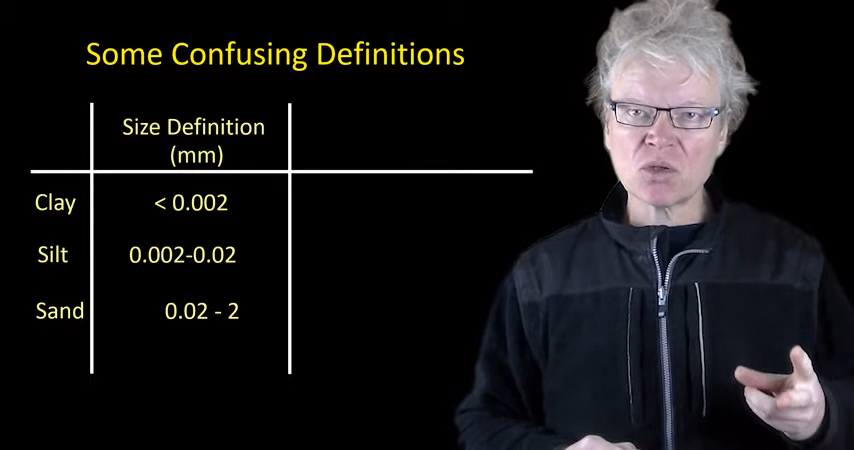 Some Confusing Definitions
Size Definition
(mm)
Clay < 0.002
Silt 0.002-0.02
Sand 0.02 - 2